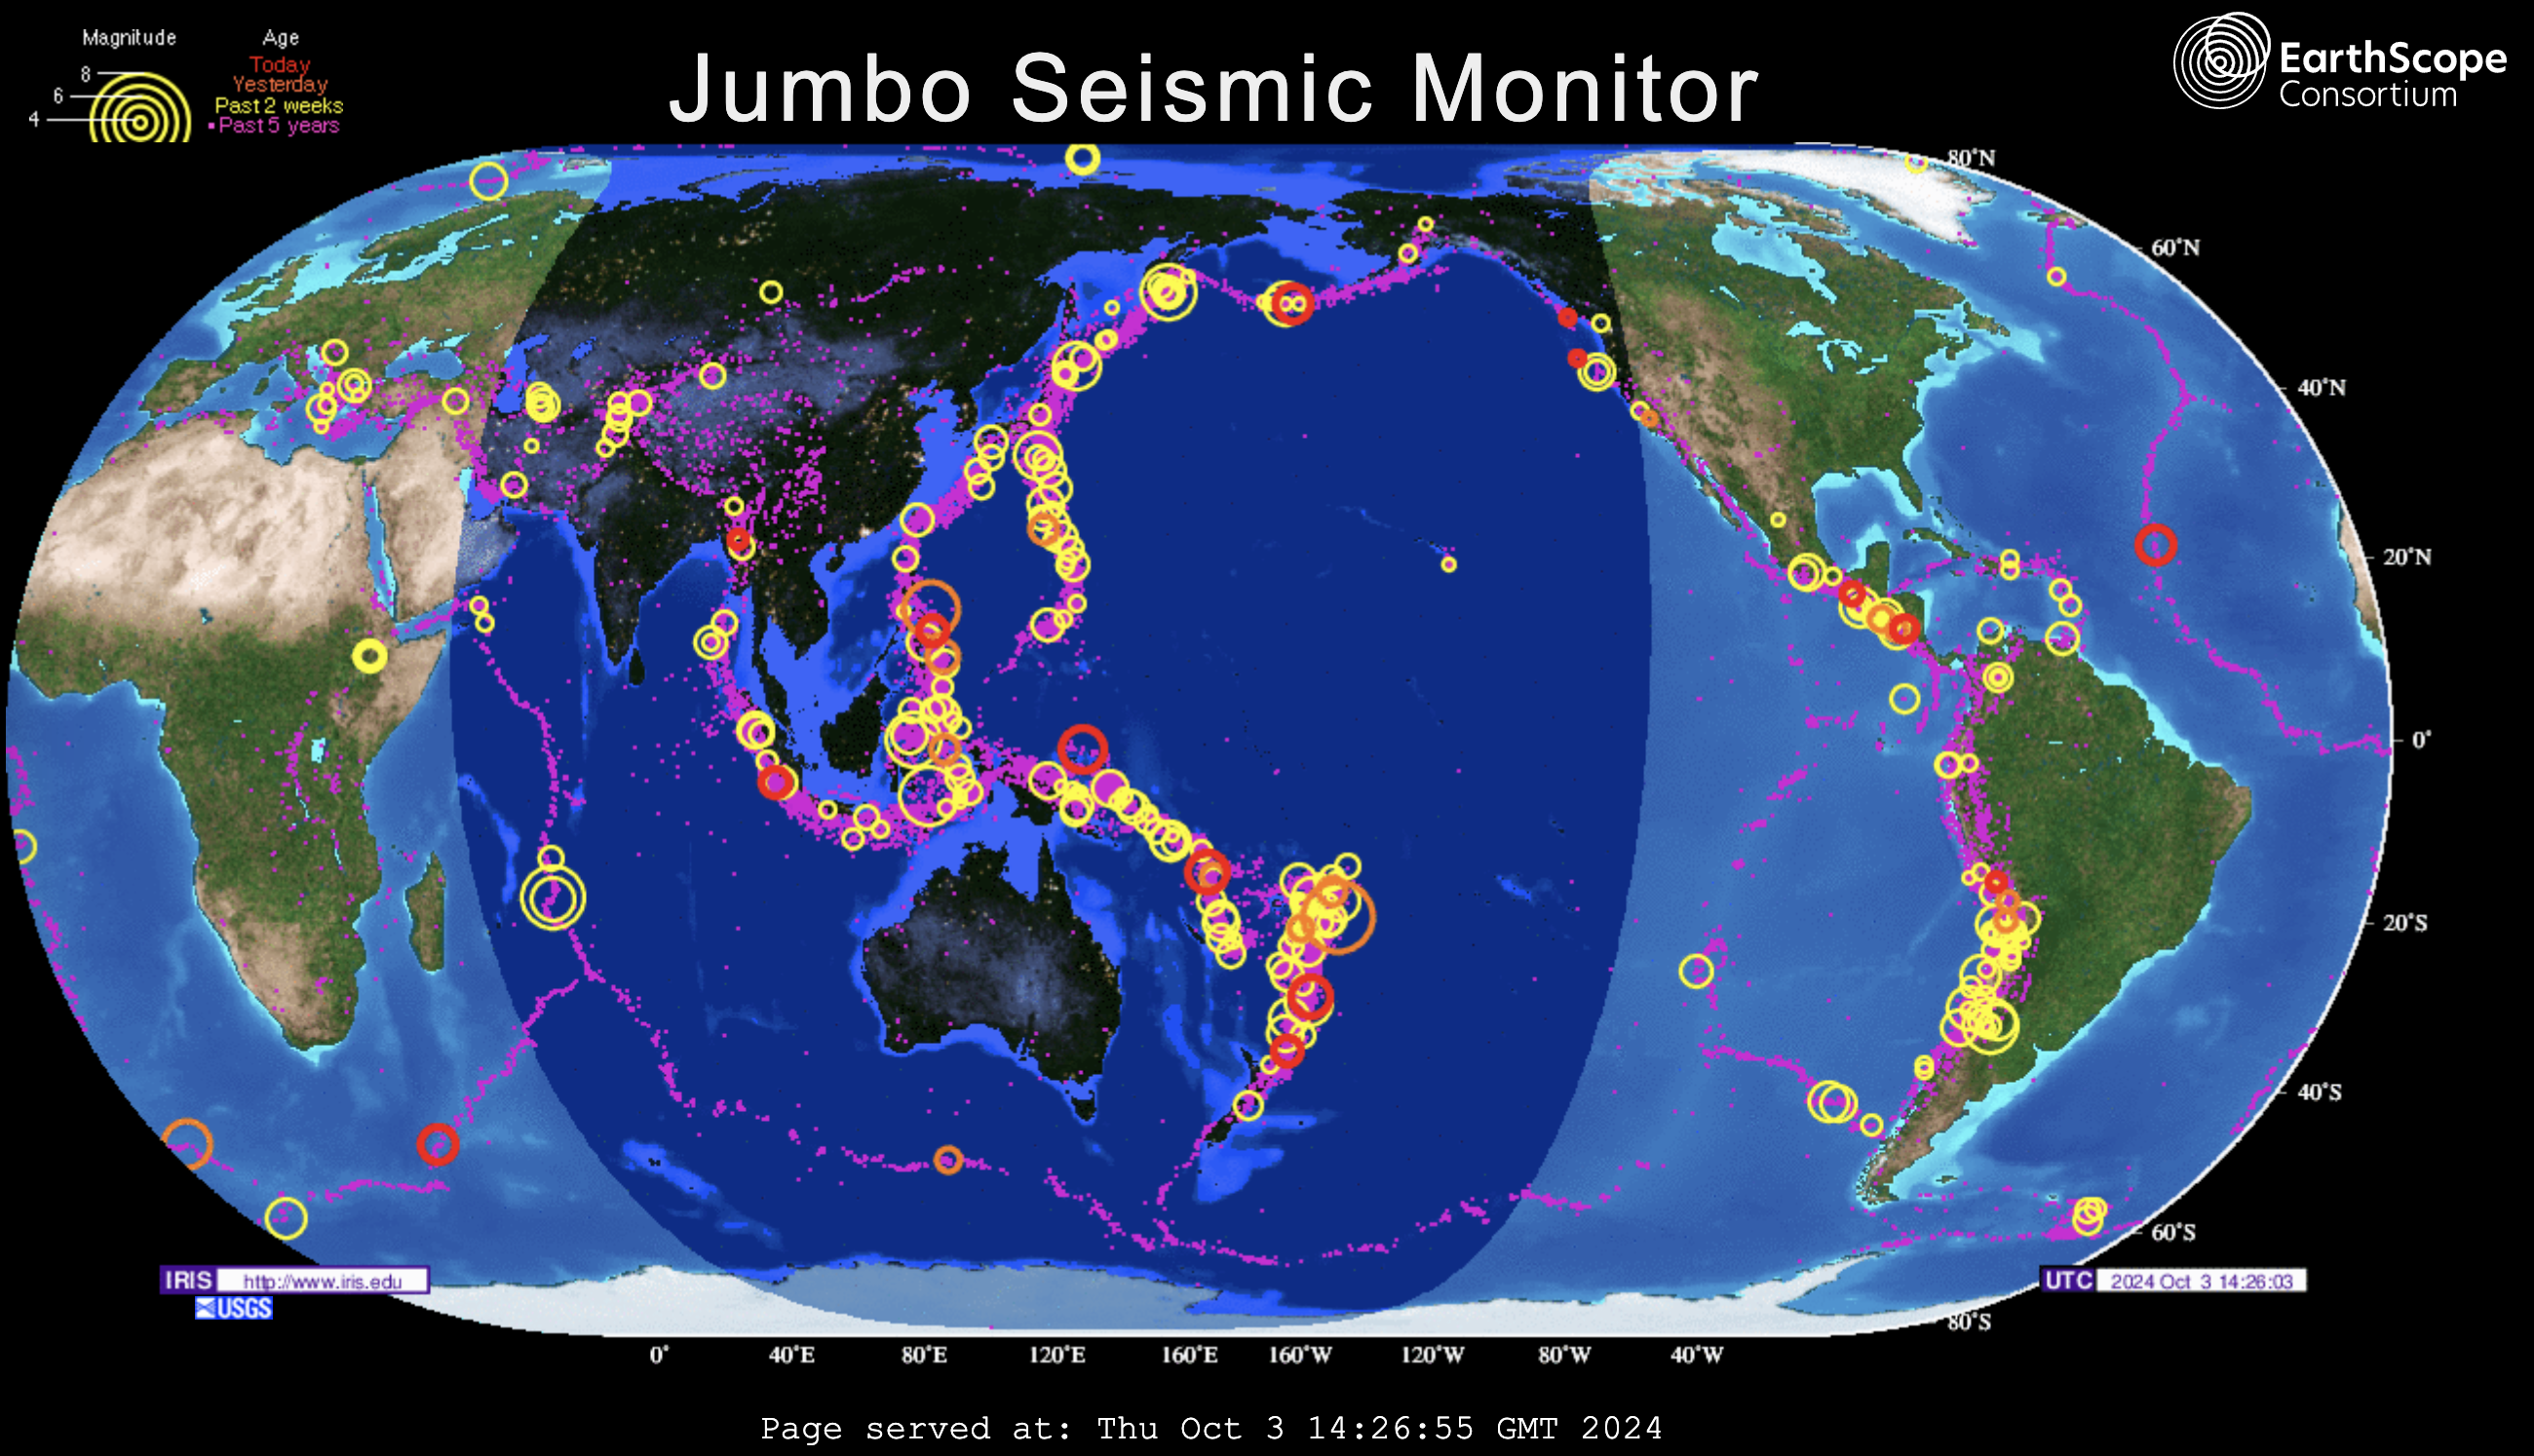 Magnitude
8
6
4
Age
Today
Yesterday
Past 2 weeks
Past 5 years
Jumbo Seismic Monitor
EarthScope
Consortium
80°N
60°N
40°N
20°N
0°
20°S
40°S
60°S
80°S
IRIS http://www.iris.edu
USGS
UTC 2024 Oct 3 14:26:03
0° 40°E 80°E 120°E 160°E 160°W 120°W 80°W 40°W
Page served at: Thu Oct 3 14:26:55 GMT 2024